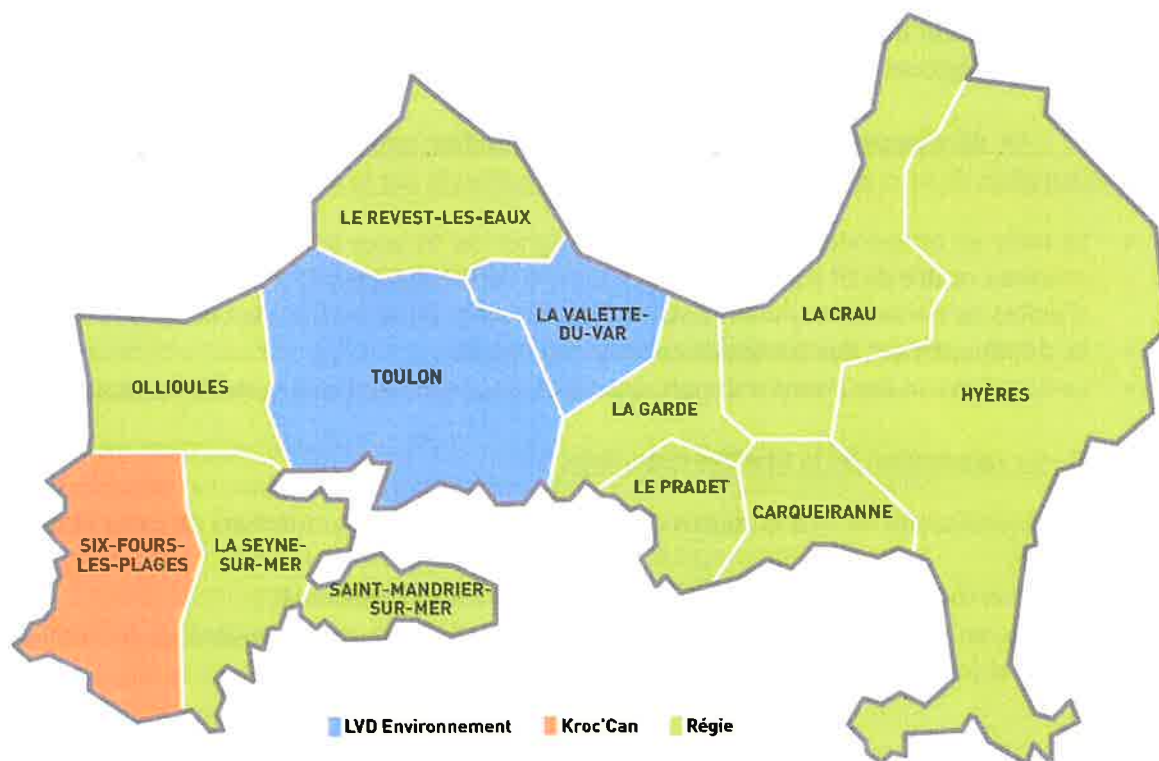 LE REVEST-LES-EAUX
LA VALETTE-
DU-VAR
LA CRAU
OLLIOULES
TOULON
HYÈRES
LA GARDE
LE PRADET
CARQUEIRANNE
SIX-FOURS-
LES-PLAGES
LA SEYNE-
SUR-MER
SAINT-MANDRIER-
SUR-MER
LVD Environnement
Kroc'Can
Régie